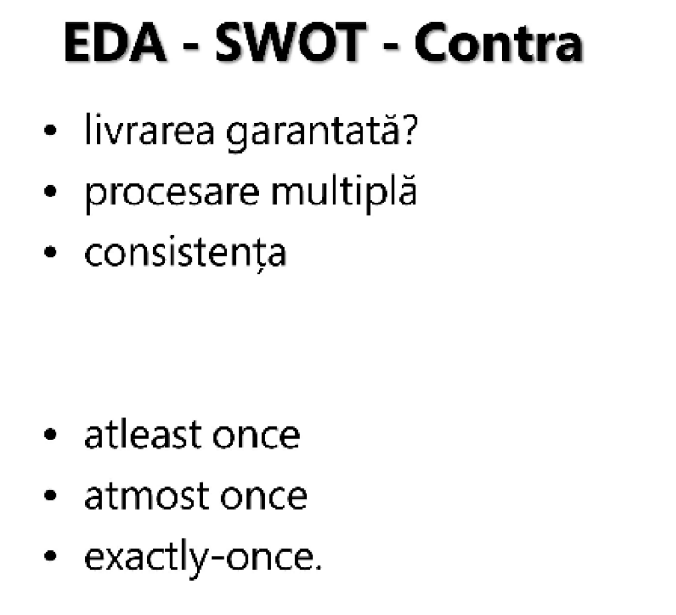 EDA - SWOT - Contra
• livrarea garantată?
• procesare multiplă
• consistența
• atleast once
• atmost once
• exactly-once.